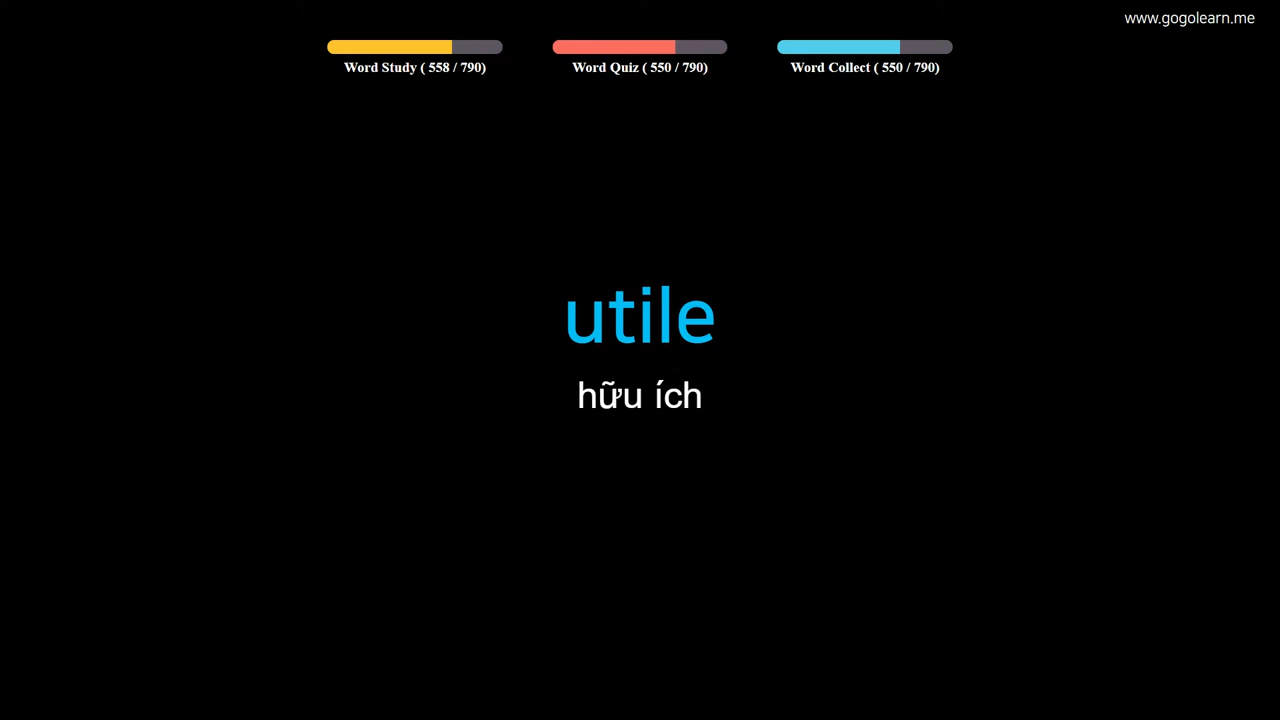 www.gogolearn.me
Word Study ( 558 / 790)
Word Quiz ( 550 / 790)
Word Collect ( 550 / 790)
utile
hữu ích